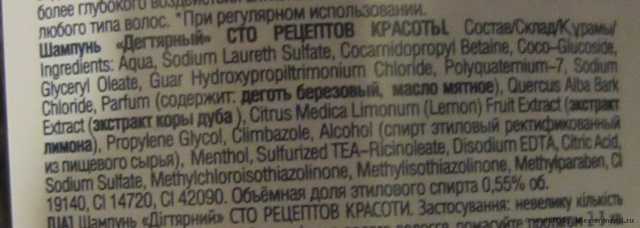 более глубокого воздействия
любого типа волос. *При регулярном использовании.
Шампунь «Дегтярный» СТО РЕЦЕПТОВ КРАСОТЫ. Состав/Склад/Құрамы/
Ingredients: Aqua, Sodium Laureth Sulfate, Cocamidopropyl Betaine, Coco-Glucoside,
Glyceryl Oleate, Guar Hydroxypropiltrimonium Chloride, Polyquaternium-7, Sodium
Chloride, Parfum (содержит: деготь березовый, масло мятное), Quercus Alba Bark
Extract (экстракт коры дуба ), Citrus Medica Limonum (Lemon) Fruit Extract (экстракт
лимона), Propylene Glycol, Climbazole, Alcohol (спирт этиловый ректификованный
из пищевого сырья), Menthol, Sulfurized TEA-Ricinoleate, Disodium EDTA, Citric Acid,
Sodium Sulfate, Methylchloroisothiazolinone, Methylisothiazolinone, Methylparaben, CI
19140, CI 14720, CI 42090. Объёмная доля этилового спирта 0,55% об.
[UA] Шампунь «Дігтярний» СТО РЕЦЕПТОВ КРАСОТИ. Застосування: невелику кількість